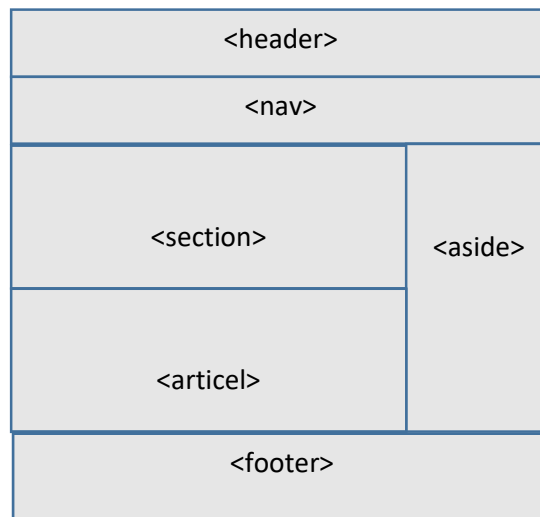 <header>
<nav>
<section>
<aside>
<articel>
<footer>